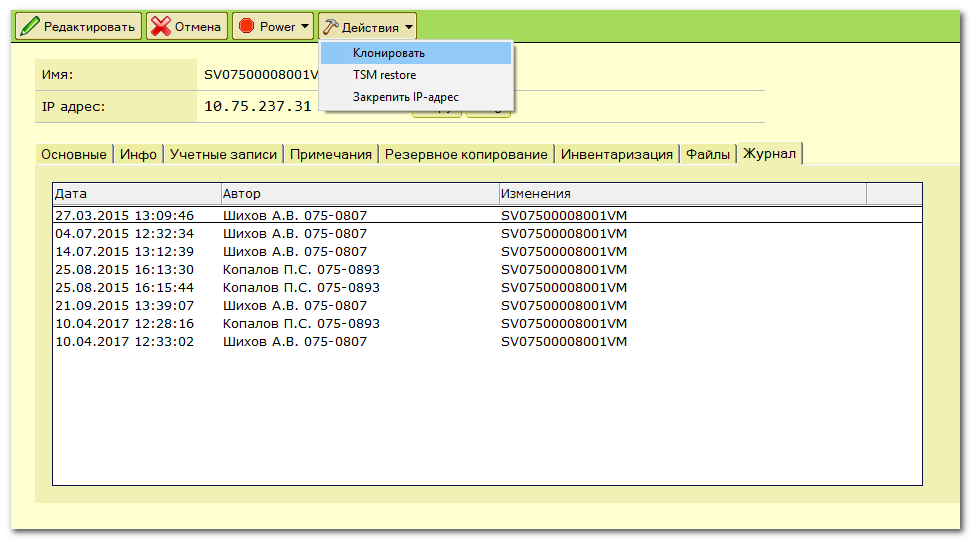 Редактировать Отмена Power Действия
Клонировать
TSM restore
Закрепить IP-адрес
Имя: SV07500008001V
IP адрес: 10.75.237.31
Основные Инфо Учетные записи Примечания Резервное копирование Инвентаризация Файлы Журнал
Дата Автор Изменения
27.03.2015 13:09:46 Шихов А.В. 075-0807 SV07500008001VM
04.07.2015 12:32:34 Шихов А.В. 075-0807 SV07500008001VM
14.07.2015 13:12:39 Шихов А.В. 075-0807 SV07500008001VM
25.08.2015 16:13:30 Копалов П.С. 075-0893 SV07500008001VM
25.08.2015 16:15:44 Копалов П.С. 075-0893 SV07500008001VM
21.09.2015 13:39:07 Шихов А.В. 075-0807 SV07500008001VM
10.04.2017 12:28:16 Копалов П.С. 075-0893 SV07500008001VM
10.04.2017 12:33:02 Шихов А.В. 075-0807 SV07500008001VM